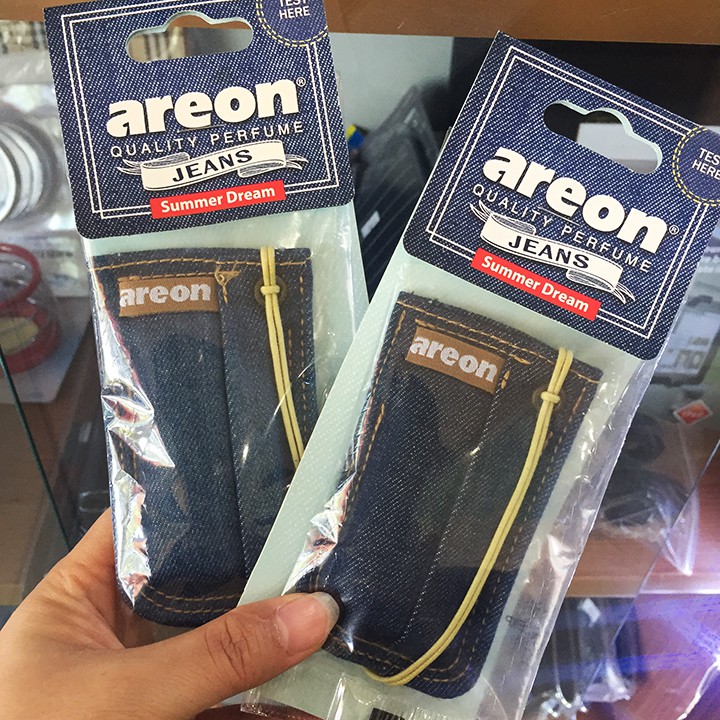 TEST
HERE
areon®
QUALITY PERFUME
JEANS
Summer Dream
areon
TEST
HERE
areon®
QUALITY PERFUME
JEANS
Summer Dream
areon